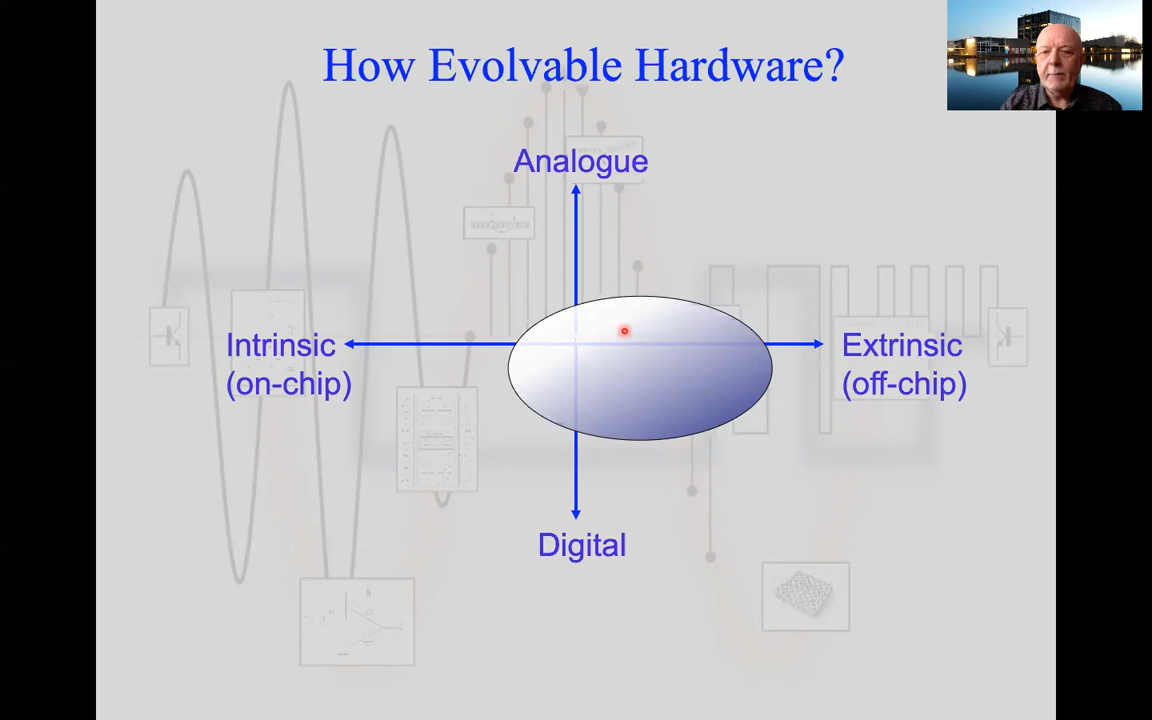 How Evolvable Hardware?
Analogue
Intrinsic
(on-chip)
Extrinsic
(off-chip)
Digital